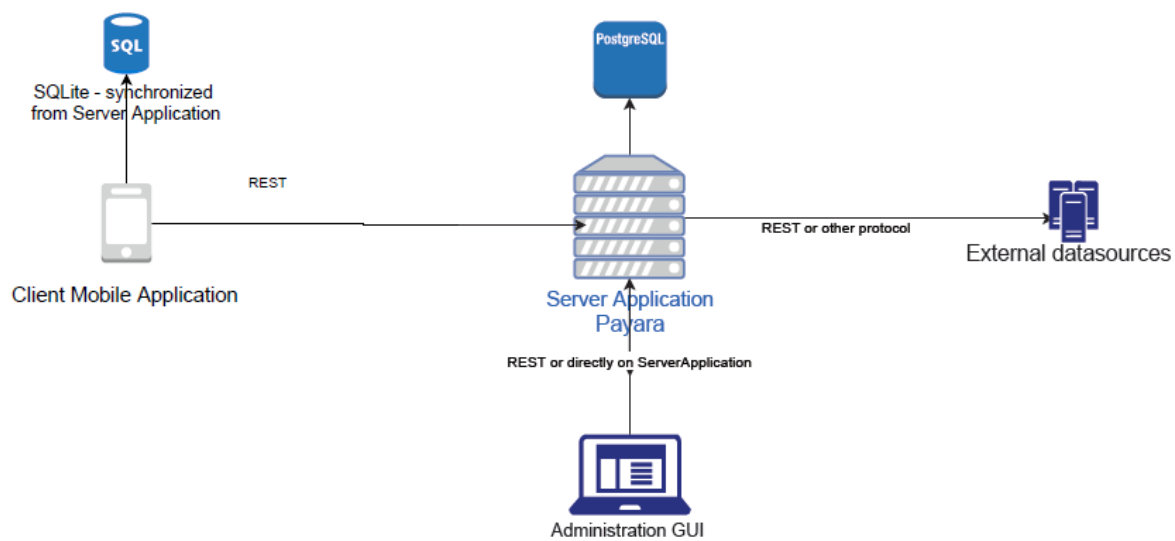 SQL
SQLite - synchronized
from Server Application
PostgreSQL
REST
Client Mobile Application
Server Application
Payara
REST or other protocol
External datasources
REST or directly on ServerApplication
Administration GUI